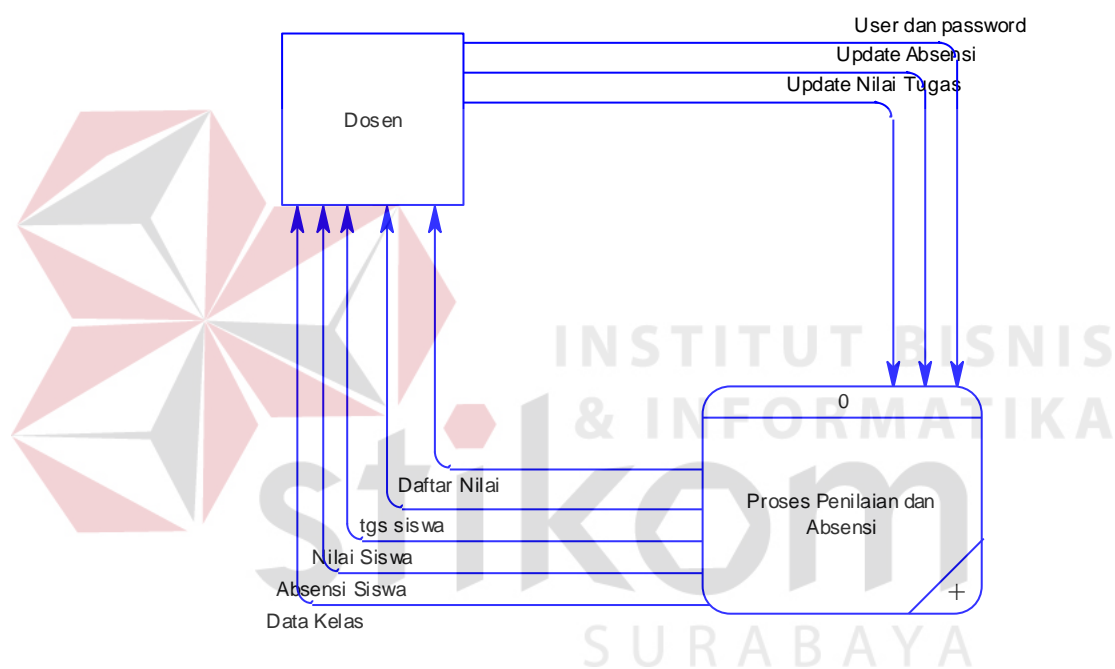 User dan password
Update Absensi
Update Nilai Tugas
Dosen
INSTITUT BISNIS
& INFORMATIKA
0
stikom
Daftar Nilai
Proses Penilaian dan
Absensi
tgs siswa
Nilai Siswa
Absensi Siswa
+
Data Kelas
SURABAYA